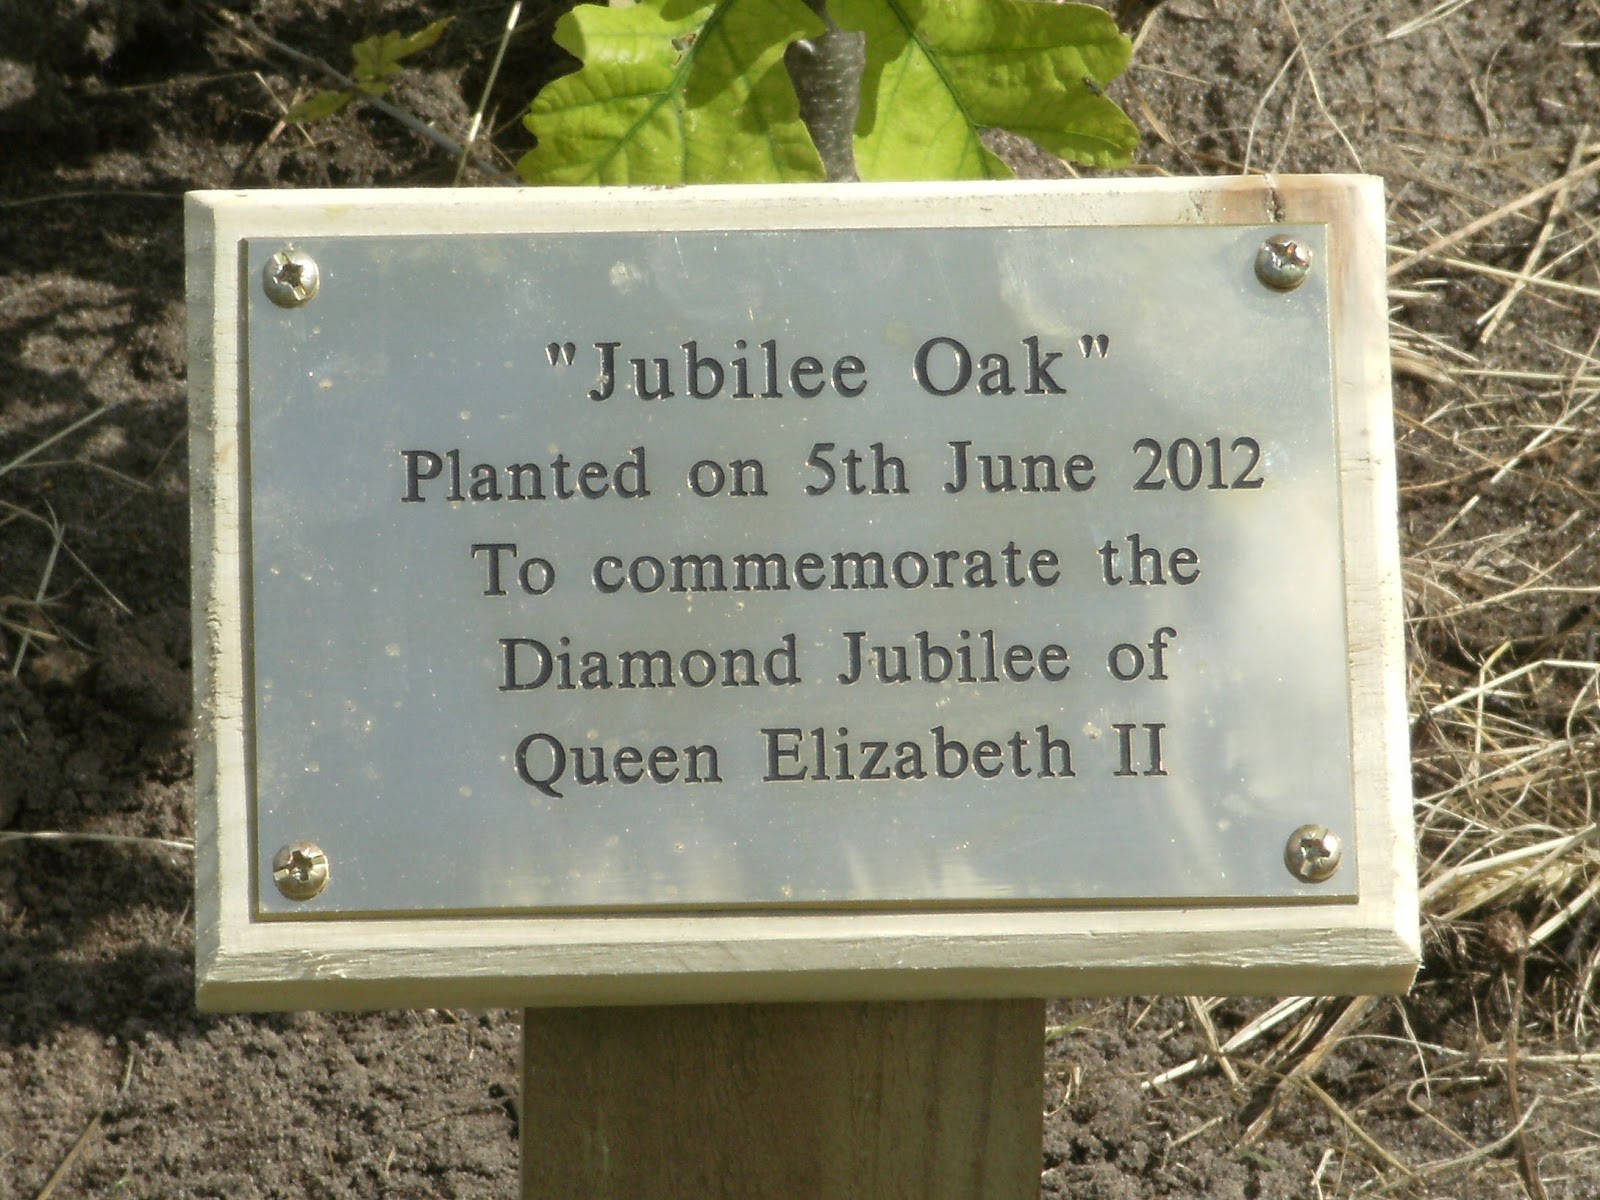 "Jubilee Oak"
Planted on 5th June 2012
To commemorate the
Diamond Jubilee of
Queen Elizabeth II